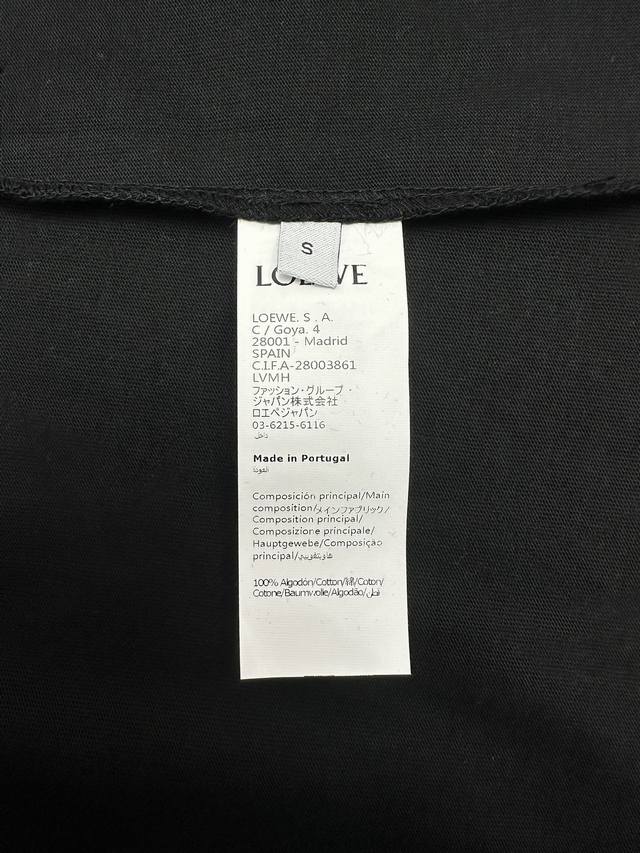 S
LOEWE
LOEWE. S . A.
C / Goya. 4
28001 - Madrid
SPAIN
C.I.F.A-28003861
LVMH
ファッション・グループ・
ジャパン株式会社
ロエベジャパン
03-6215-6116
داخل
Made in Portugal
Composición principal/Main
composition/メインファブリック/
Composition principal/
Composizione principale/
Hauptgewebe/Composição
principal/
100% Algodón/Cotton/綿/Coton/
Cotone/Baumwolle/Algodão/قطن